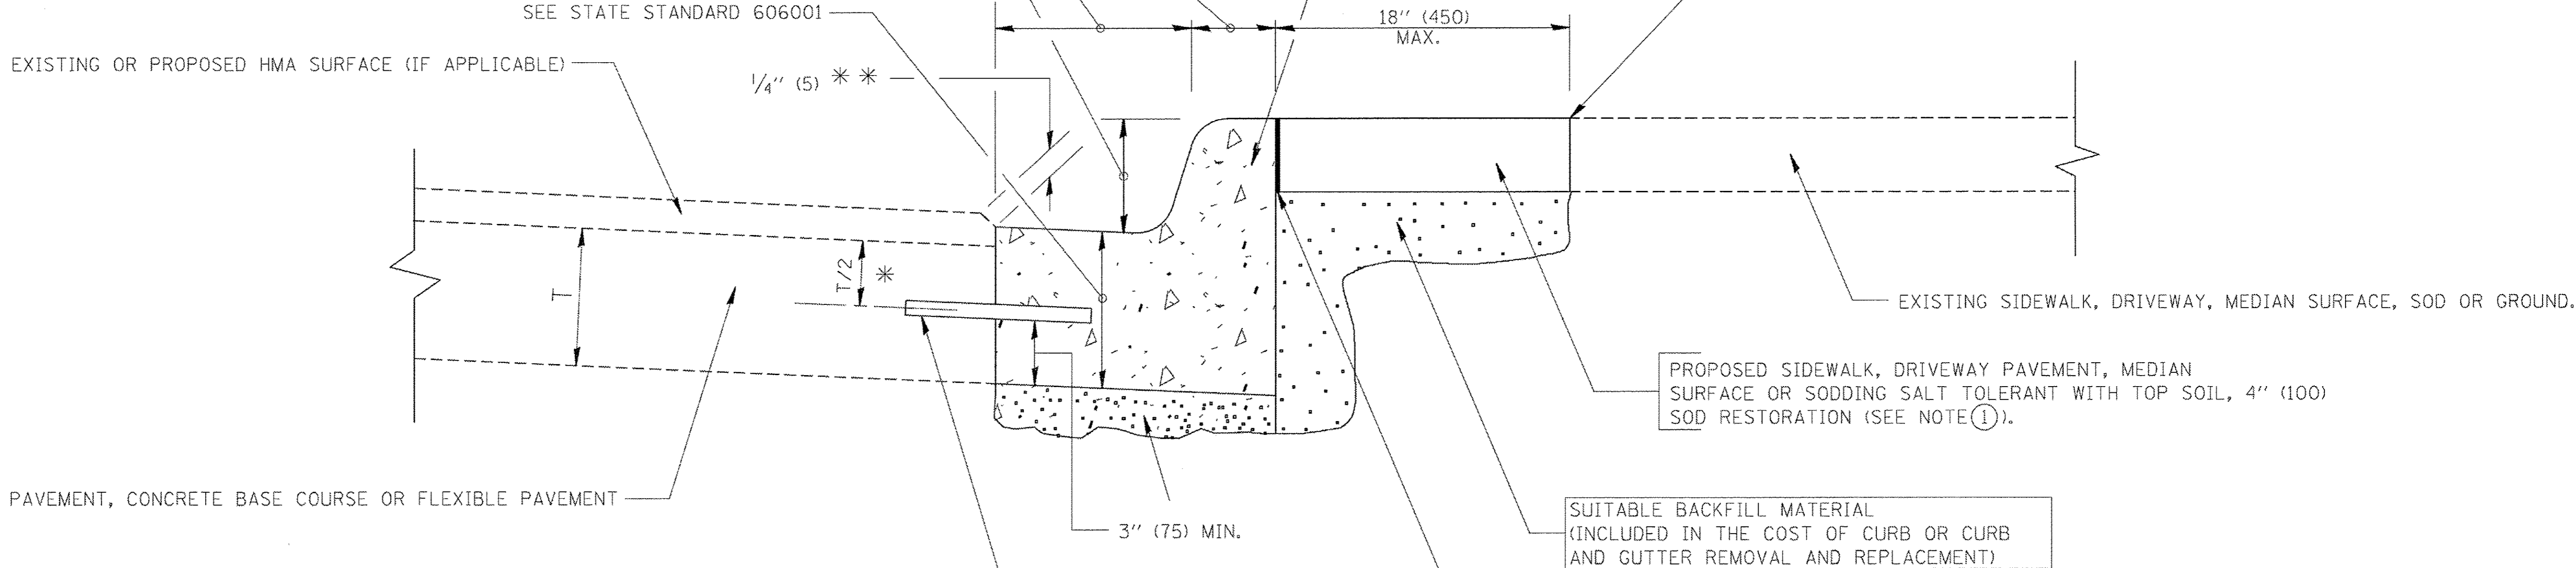 SEE STATE STANDARD 606001
18" (450)
MAX.
EXISTING OR PROPOSED HMA SURFACE (IF APPLICABLE)
1/4" (5) * *
T
T/2
*
EXISTING SIDEWALK, DRIVEWAY, MEDIAN SURFACE, SOD OR GROUND.
PROPOSED SIDEWALK, DRIVEWAY PAVEMENT, MEDIAN
SURFACE OR SODDING SALT TOLERANT WITH TOP SOIL, 4" (100)
SOD RESTORATION (SEE NOTE ①).
PAVEMENT, CONCRETE BASE COURSE OR FLEXIBLE PAVEMENT
3" (75) MIN.
SUITABLE BACKFILL MATERIAL
(INCLUDED IN THE COST OF CURB OR CURB
AND GUTTER REMOVAL AND REPLACEMENT)